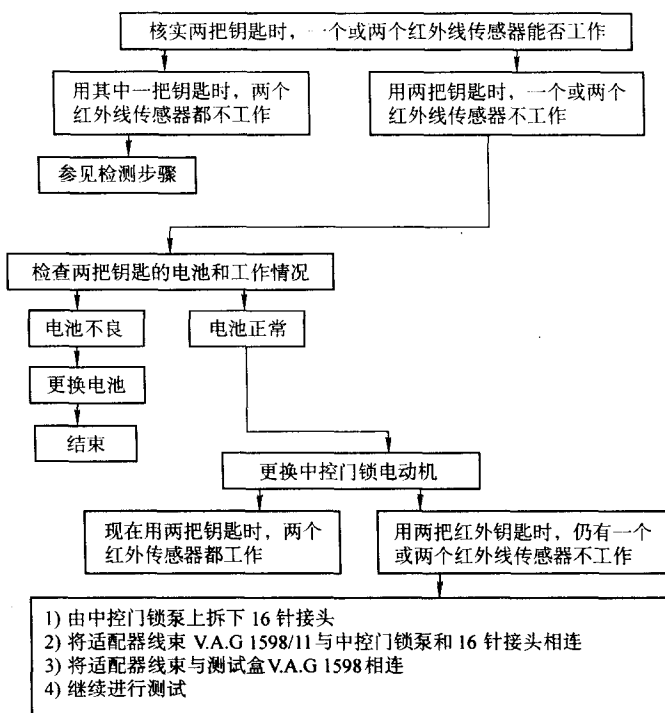 核实两把钥匙时，一个或两个红外线传感器能否工作
用其中一把钥匙时，两个
红外线传感器都不工作
用两把钥匙时，一个或两个
红外线传感器不工作
参见检测步骤
检查两把钥匙的电池和工作情况
电池不良
电池正常
更换电池
结束
更换中控门锁电动机
现在用两把钥匙时，两个
红外传感器都工作
用两把红外钥匙时，仍有一个
或两个红外线传感器不工作
1) 由中控门锁泵上拆下 16 针接头
2) 将适配器线束 V.A.G 1598/11 与中控门锁泵和 16 针接头相连
3) 将适配器线束与测试盒 V.A.G 1598 相连
4) 继续进行测试